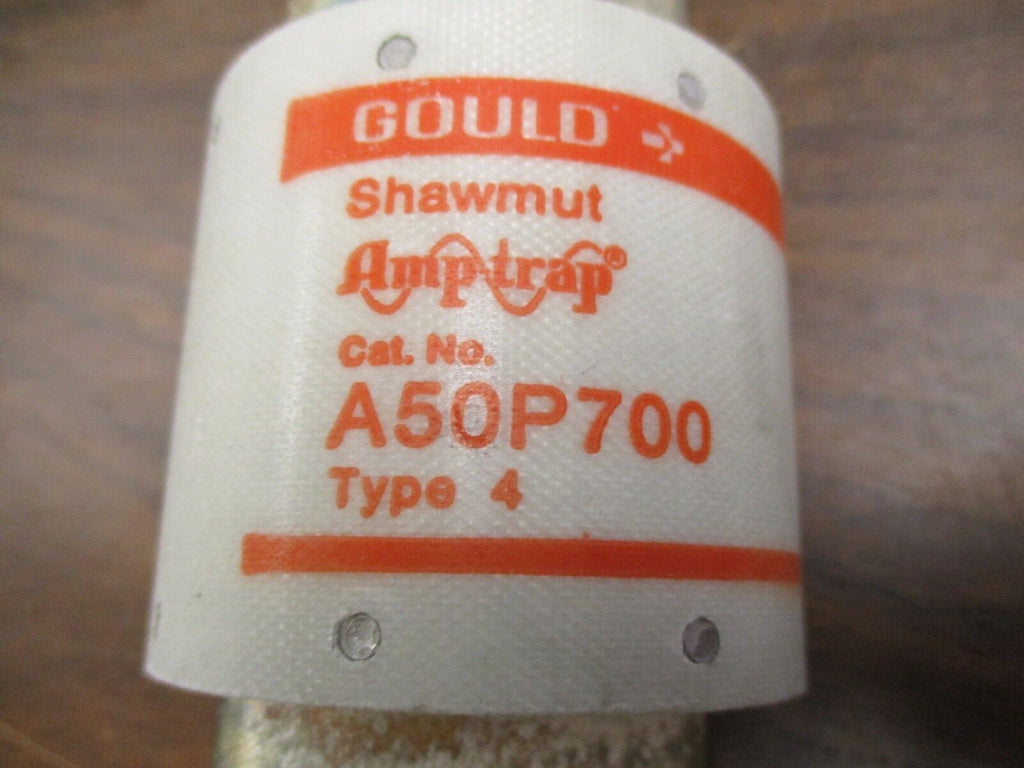 GOULD
Shawmut
Amp-trap®
Cat. No.
A50P700
Type 4